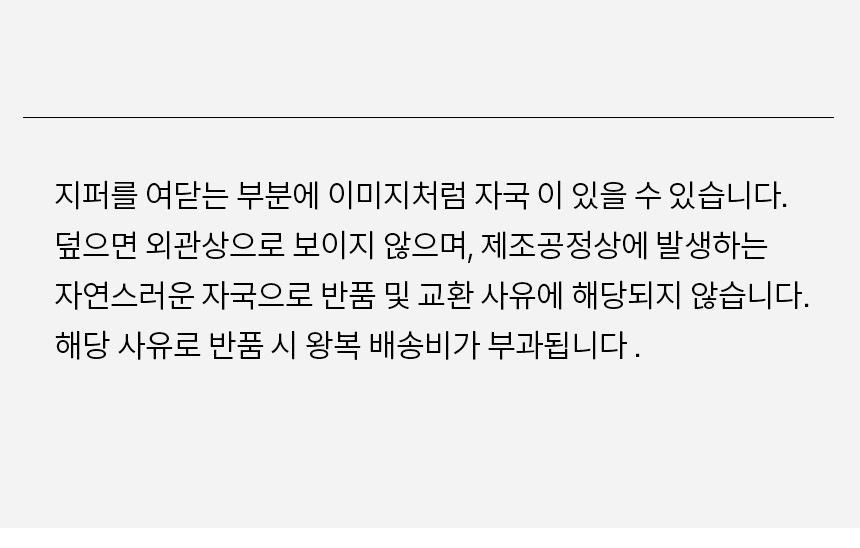 지퍼를 여닫는 부분에 이미지처럼 자국 이 있을 수 있습니다.
덮으면 외관상으로 보이지 않으며, 제조공정상에 발생하는
자연스러운 자국으로 반품 및 교환 사유에 해당되지 않습니다.
해당 사유로 반품 시 왕복 배송비가 부과됩니다 .